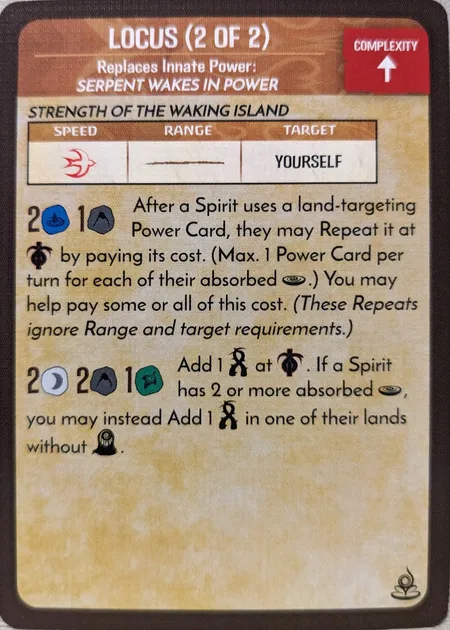 LOCUS (2 OF 2)
COMPLEXITY
Replaces Innate Power:
SERPENT WAKES IN POWER
STRENGTH OF THE WAKING ISLAND
SPEED RANGE TARGET
YOURSELF
2 1 After a Spirit uses a land-targeting
Power Card, they may Repeat it at
by paying its cost. (Max. 1 Power Card per
turn for each of their absorbed .) You may
help pay some or all of this cost. (These Repeats
ignore Range and target requirements.)
2 2 1 Add 1 at . If a Spirit
has 2 or more absorbed ,
you may instead Add 1 in one of their lands
without .